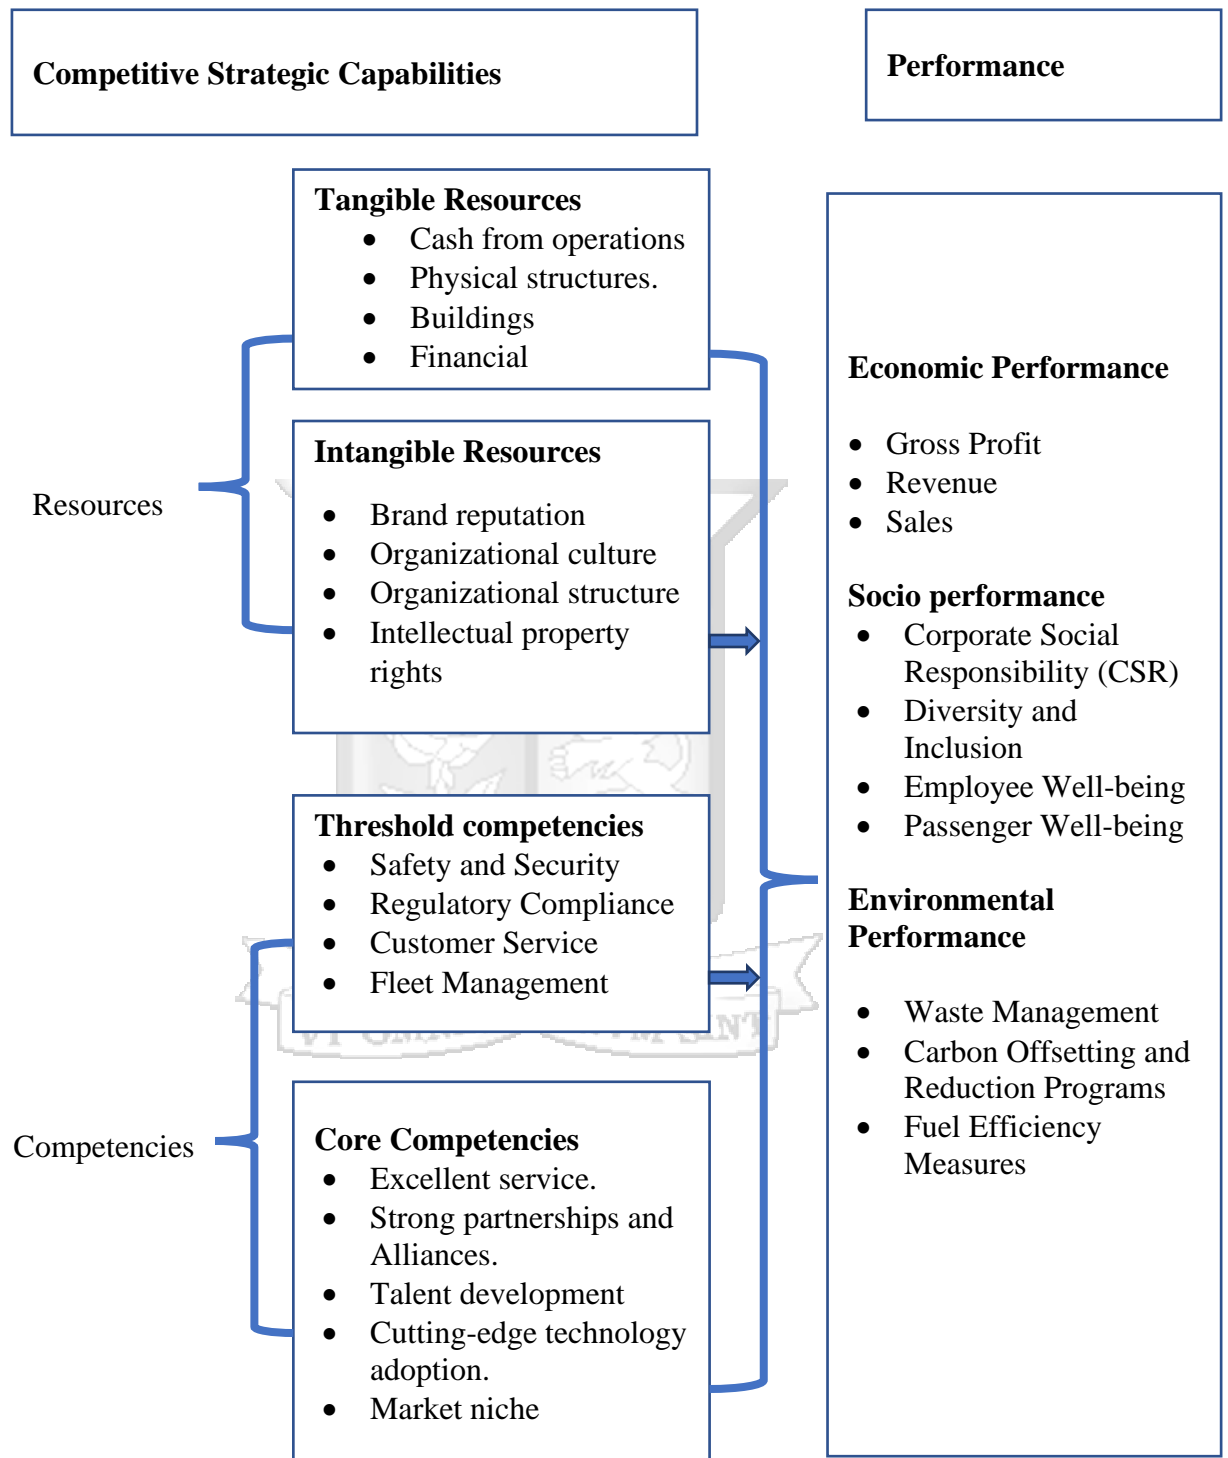 Competitive Strategic Capabilities
Performance
Resources
Tangible Resources
• Cash from operations
• Physical structures.
• Buildings
• Financial
Intangible Resources
• Brand reputation
• Organizational culture
• Organizational structure
• Intellectual property
rights
Competencies
Threshold competencies
• Safety and Security
• Regulatory Compliance
• Customer Service
• Fleet Management
Core Competencies
• Excellent service.
• Strong partnerships and
Alliances.
• Talent development
• Cutting-edge technology
adoption.
• Market niche
Economic Performance
• Gross Profit
• Revenue
• Sales
Socio performance
• Corporate Social
Responsibility (CSR)
• Diversity and
Inclusion
• Employee Well-being
• Passenger Well-being
Environmental
Performance
• Waste Management
• Carbon Offsetting and
Reduction Programs
• Fuel Efficiency
Measures